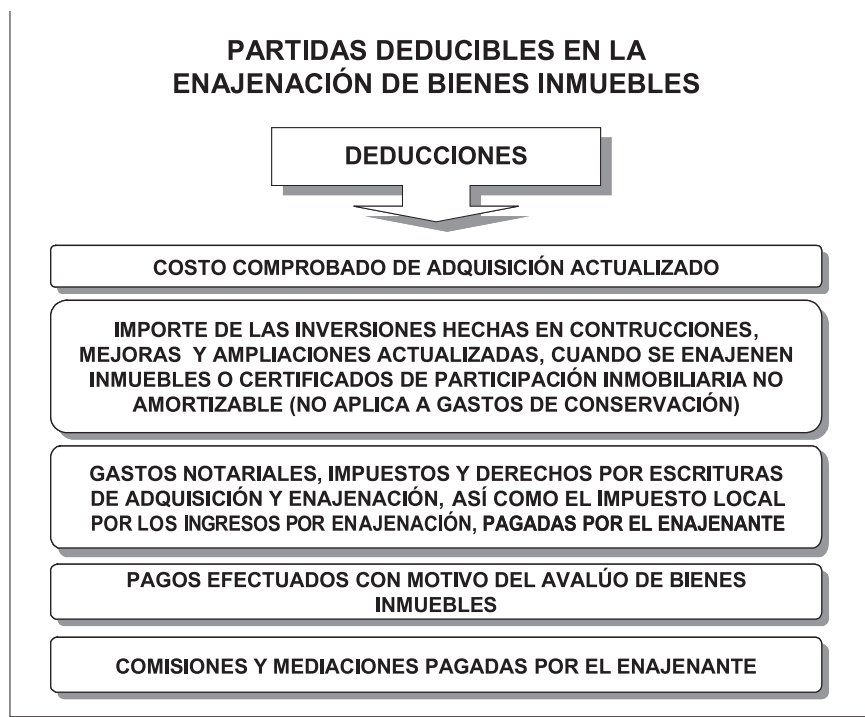 PARTIDAS DEDUCIBLES EN LA
ENAJENACIÓN DE BIENES INMUEBLES
DEDUCCIONES
COSTO COMPROBADO DE ADQUISICIÓN ACTUALIZADO
IMPORTE DE LAS INVERSIONES HECHAS EN CONTRUCCIONES,
MEJORAS Y AMPLIACIONES ACTUALIZADAS, CUANDO SE ENAJENEN
INMUEBLES O CERTIFICADOS DE PARTICIPACIÓN INMOBILIARIA NO
AMORTIZABLE (NO APLICA A GASTOS DE CONSERVACIÓN)
GASTOS NOTARIALES, IMPUESTOS Y DERECHOS POR ESCRITURAS
DE ADQUISICIÓN Y ENAJENACIÓN, ASÍ COMO EL IMPUESTO LOCAL
POR LOS INGRESOS POR ENAJENACIÓN, PAGADAS POR EL ENAJENANTE
PAGOS EFECTUADOS CON MOTIVO DEL AVALÚO DE BIENES
INMUEBLES
COMISIONES Y MEDIACIONES PAGADAS POR EL ENAJENANTE